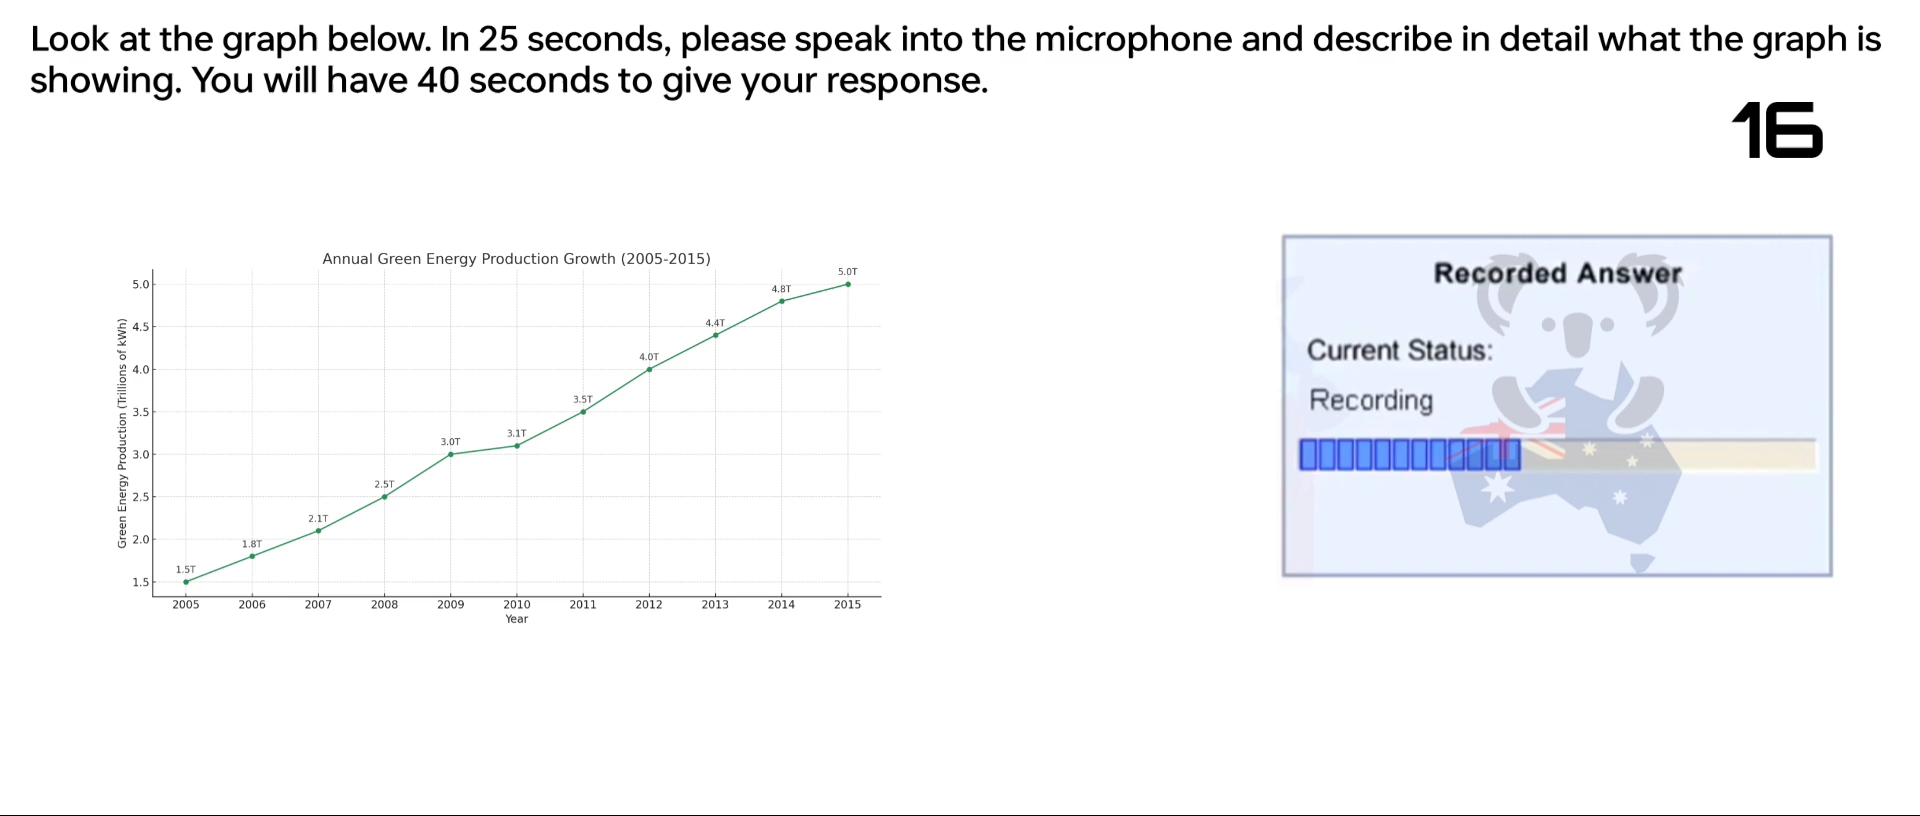 Look at the graph below. In 25 seconds, please speak into the microphone and describe in detail what the graph is
showing. You will have 40 seconds to give your response.
16
Annual Green Energy Production Growth (2005-2015)
Green Energy Production (Trillions of kWh)
5.0
4.5
4.0
3.5
3.0
2.5
2.0
1.5
1.5T
1.8T
2.1T
2.5T
3.0T
3.1T
3.5T
4.0T
4.4T
4.8T
5.0T
2005 2006 2007 2008 2009 2010 2011 2012 2013 2014 2015
Year
Recorded Answer
Current Status:
Recording